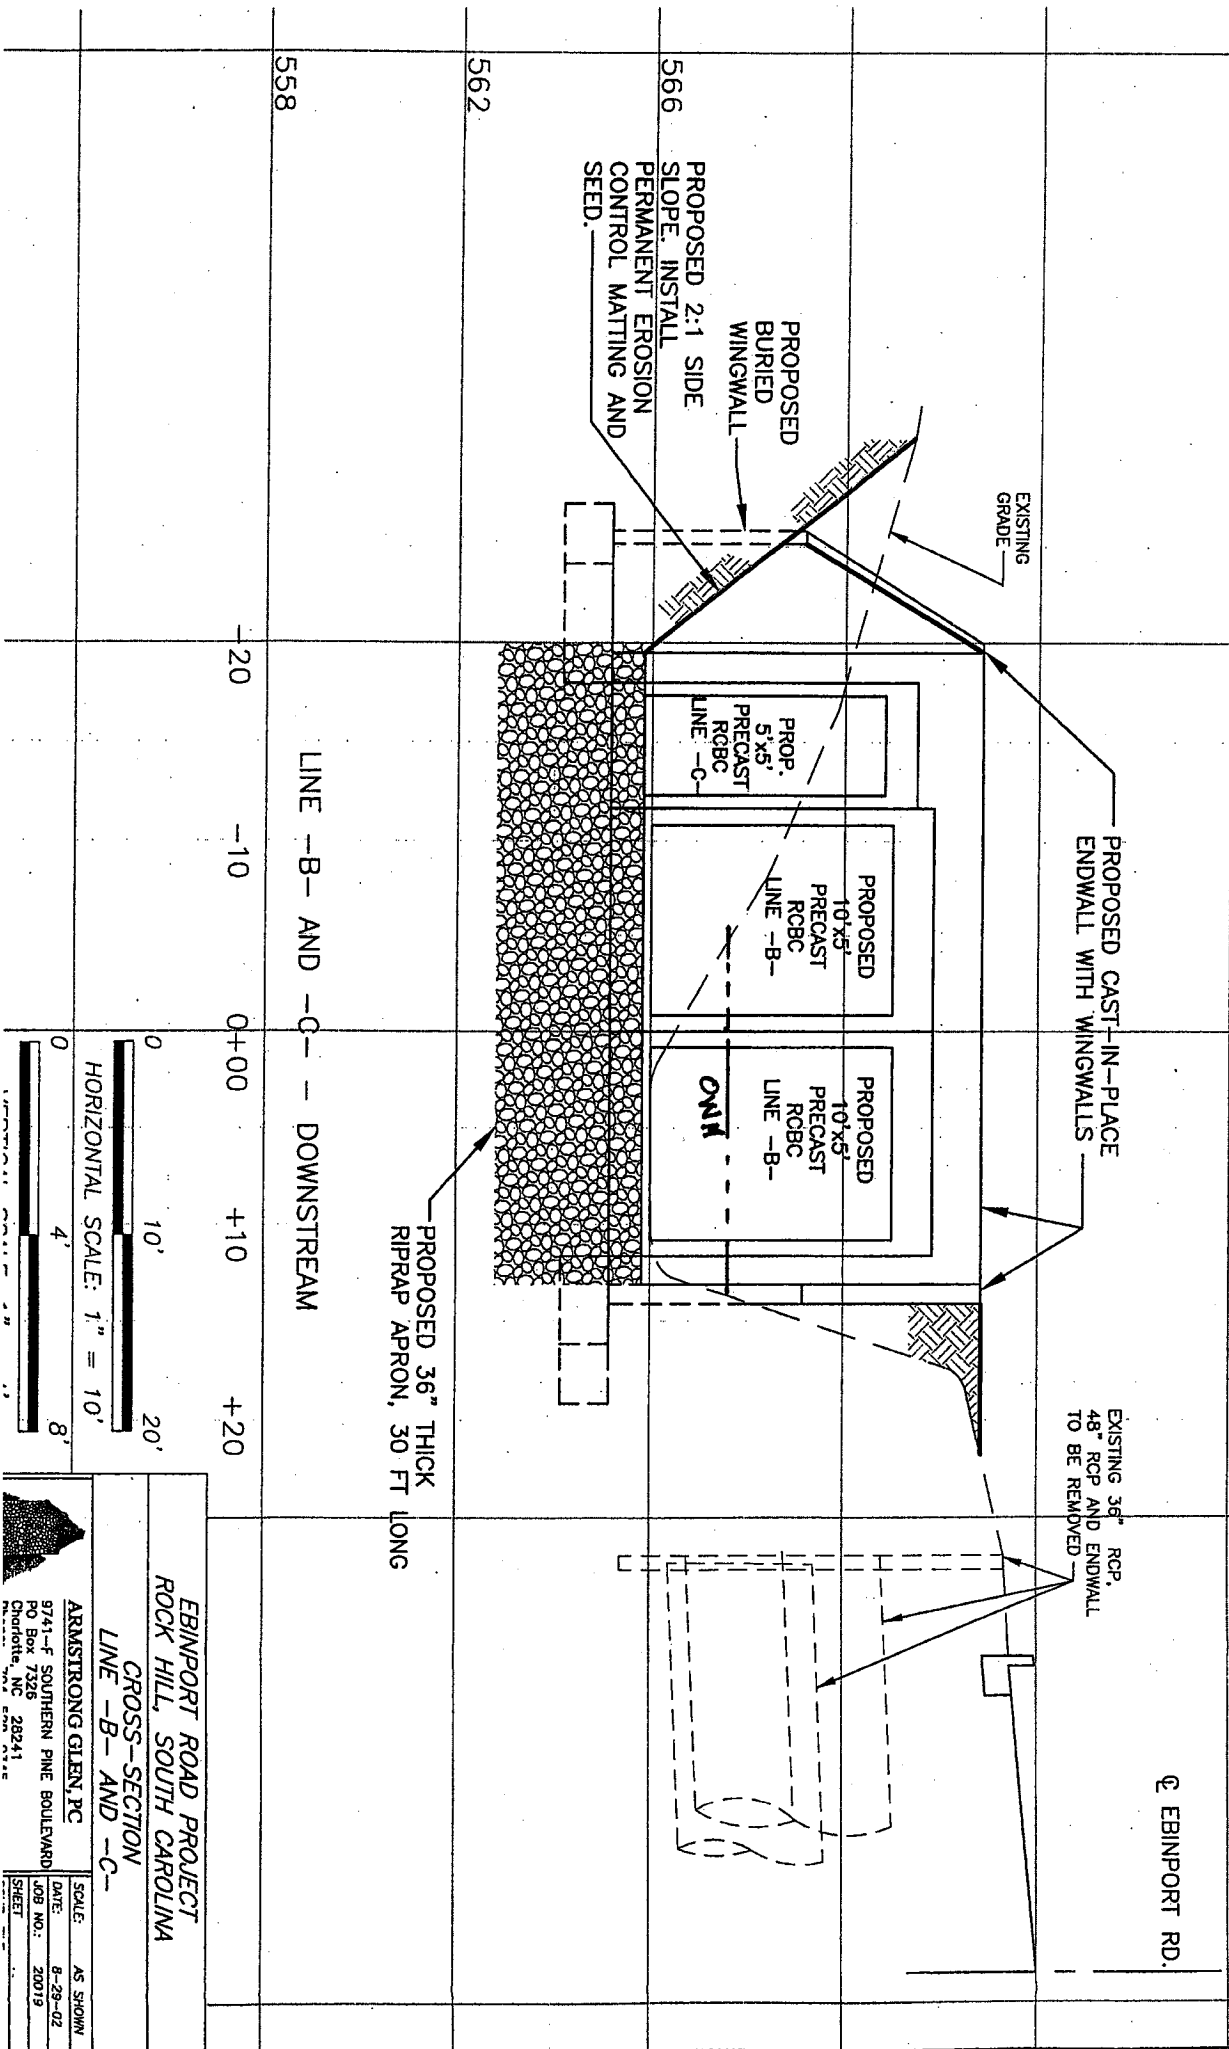 ℄ EBINPORT RD.
EXISTING 36" RCP,
48" RCP AND ENDWALL
TO BE REMOVED
PROPOSED CAST-IN-PLACE
ENDWALL WITH WINGWALLS
EXISTING
GRADE
PROPOSED
BURIED
WINGWALL
PROPOSED 2:1 SIDE
SLOPE. INSTALL
PERMANENT EROSION
CONTROL MATTING AND
SEED.
PROP.
5'x5'
PRECAST
RCBC
LINE -C-
PROPOSED
10'x5'
PRECAST
RCBC
LINE -B-
PROPOSED
10'x5'
PRECAST
RCBC
LINE -B-
566
562
558
PROPOSED 36" THICK
RIPRAP APRON, 30 FT LONG
LINE -B- AND -C- - DOWNSTREAM
-20
-10
0+00
+10
+20
0
10'
20'
HORIZONTAL SCALE: 1" = 10'
0
4'
8'
EBINPORT ROAD PROJECT
ROCK HILL, SOUTH CAROLINA
CROSS-SECTION
LINE -B- AND -C-
ARMSTRONG GLEN, PC
9741-F SOUTHERN PINE BOULEVARD
PO Box 7326
Charlotte, NC 28241
SCALE: AS SHOWN
DATE: 8-29-02
JOB NO.: 20019
SHEET